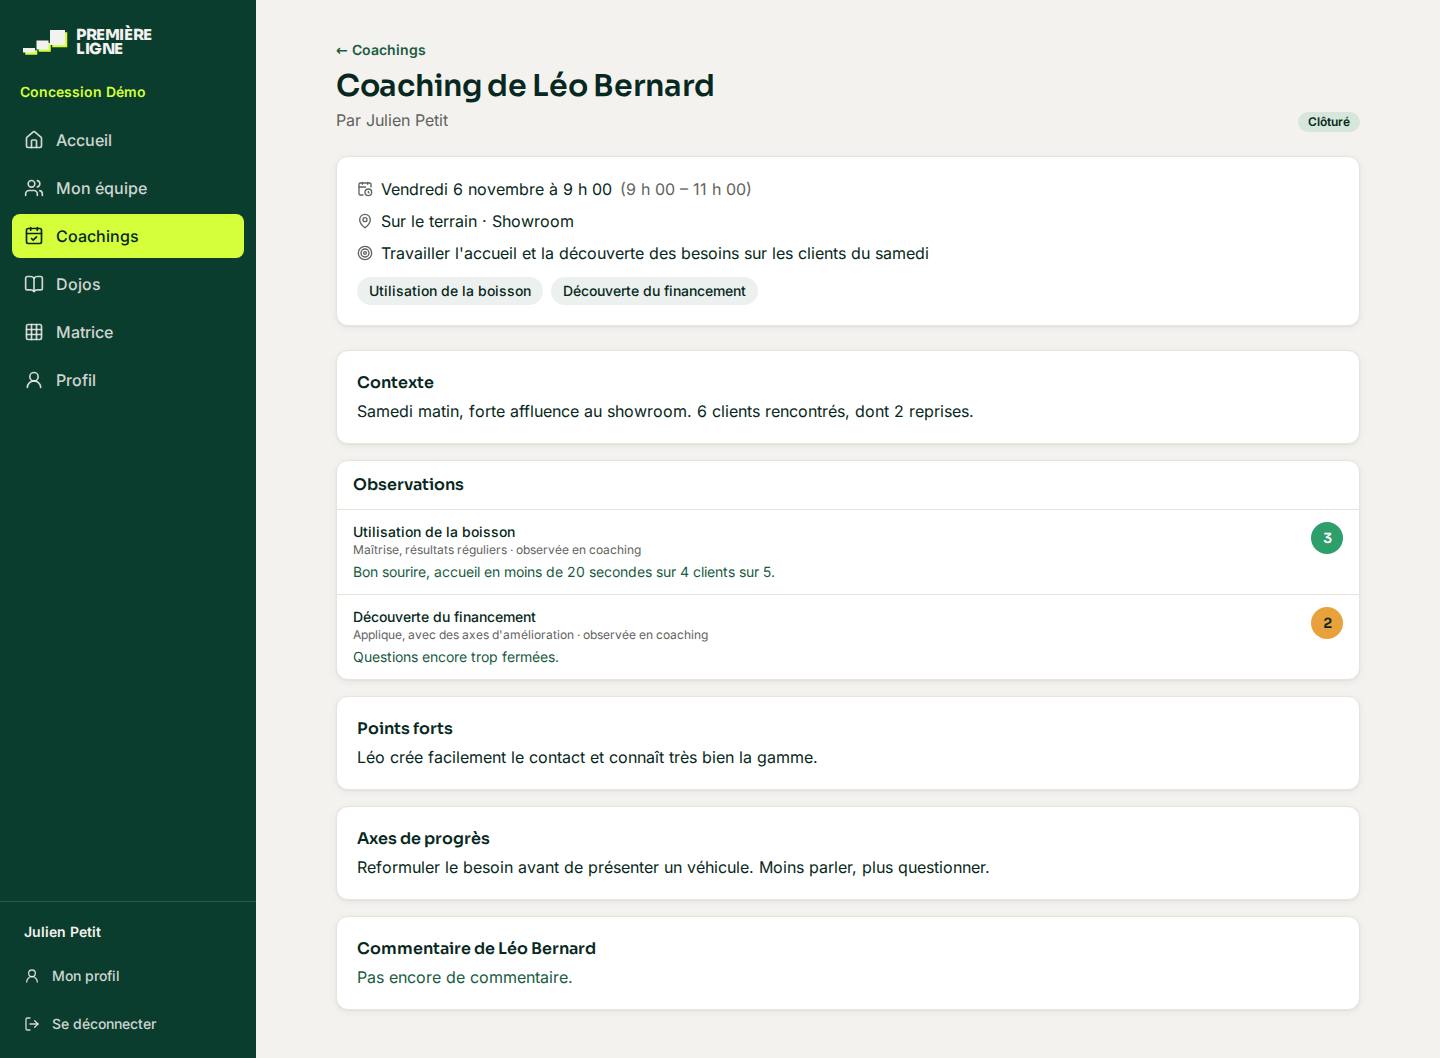 PREMIÈRE
LIGNE
Concession Démo
Accueil
Mon équipe
Coachings
Dojos
Matrice
Profil
Julien Petit
Mon profil
Se déconnecter
← Coachings
Coaching de Léo Bernard
Par Julien Petit
Clôturé
Vendredi 6 novembre à 9 h 00 (9 h 00 – 11 h 00)
Sur le terrain · Showroom
Travailler l'accueil et la découverte des besoins sur les clients du samedi
Utilisation de la boisson Découverte du financement
Contexte
Samedi matin, forte affluence au showroom. 6 clients rencontrés, dont 2 reprises.
Observations
Utilisation de la boisson
3
Maîtrise, résultats réguliers · observée en coaching
Bon sourire, accueil en moins de 20 secondes sur 4 clients sur 5.
Découverte du financement
2
Applique, avec des axes d'amélioration · observée en coaching
Questions encore trop fermées.
Points forts
Léo crée facilement le contact et connaît très bien la gamme.
Axes de progrès
Reformuler le besoin avant de présenter un véhicule. Moins parler, plus questionner.
Commentaire de Léo Bernard
Pas encore de commentaire.